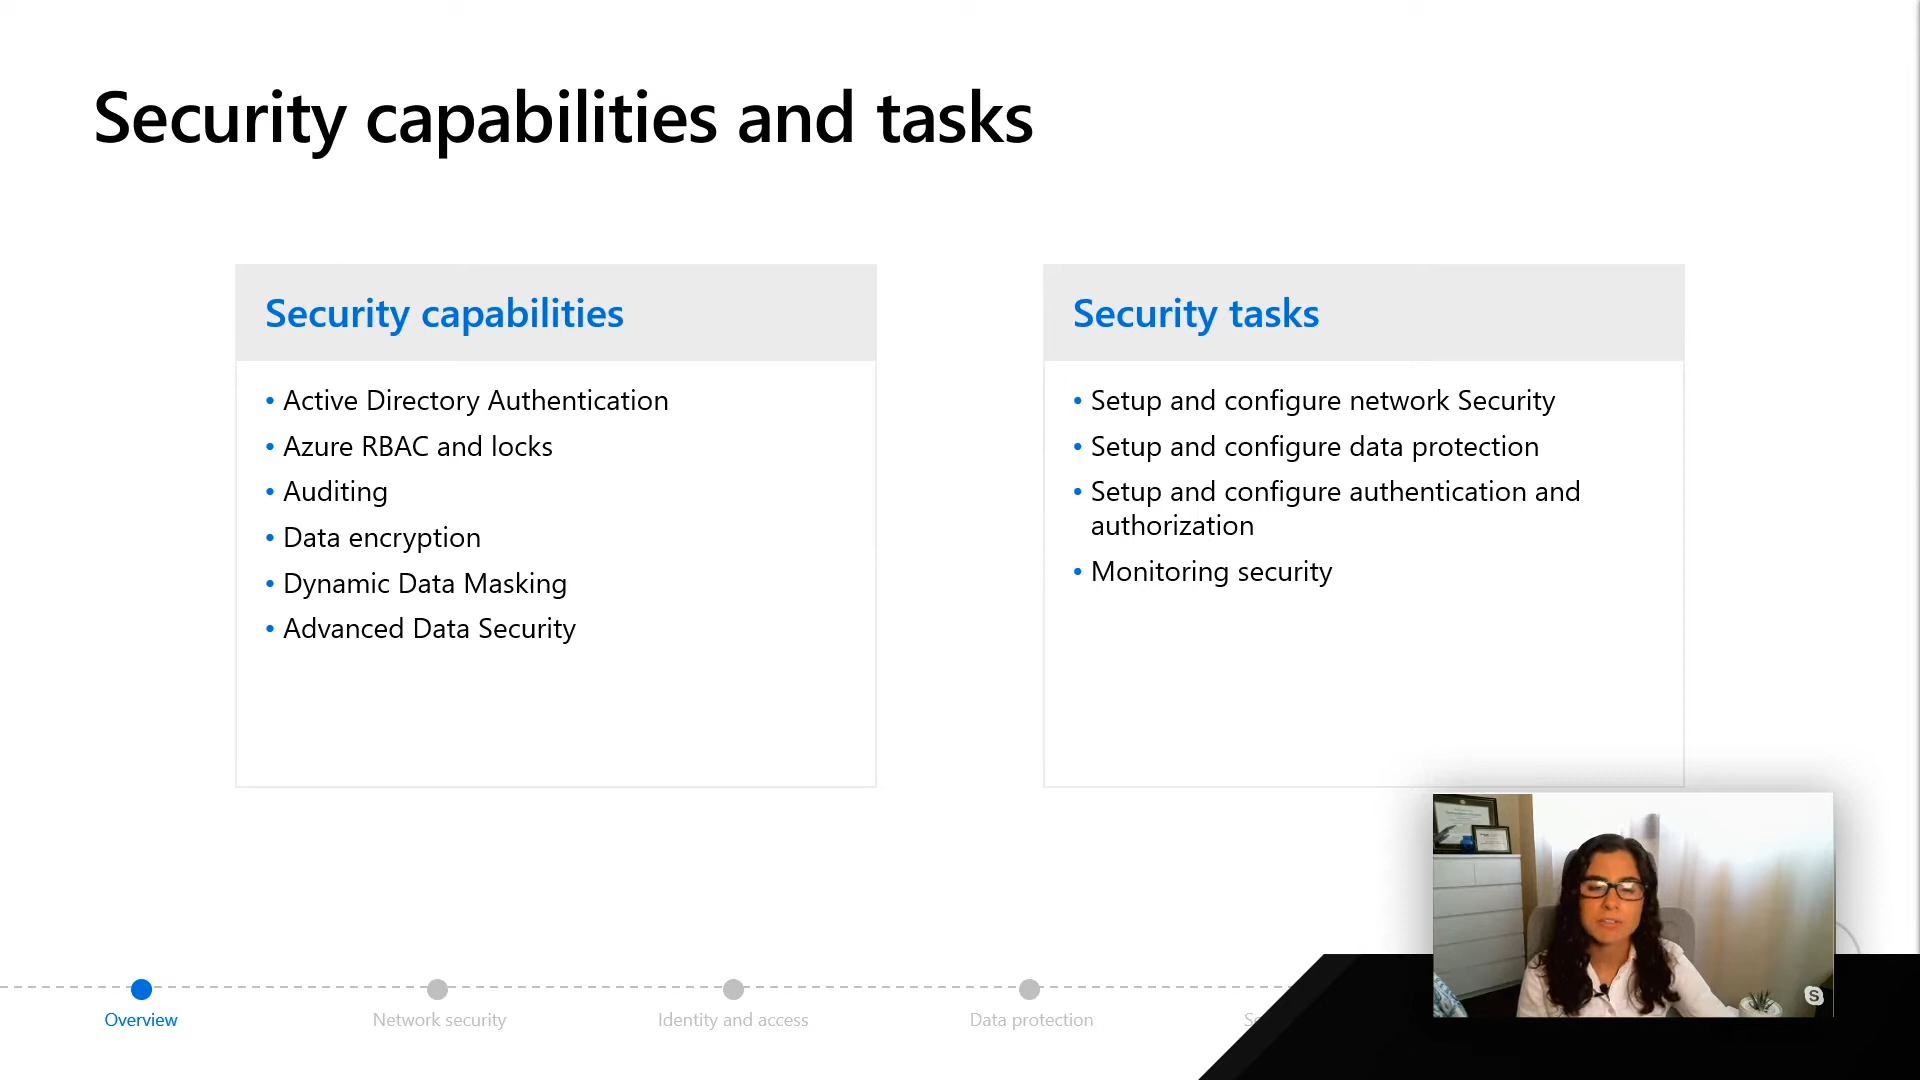 Security capabilities and tasks
Security capabilities
• Active Directory Authentication
• Azure RBAC and locks
• Auditing
• Data encryption
• Dynamic Data Masking
• Advanced Data Security
Security tasks
• Setup and configure network Security
• Setup and configure data protection
• Setup and configure authentication and
authorization
• Monitoring security
Overview
Network security
Identity and access
Data protection